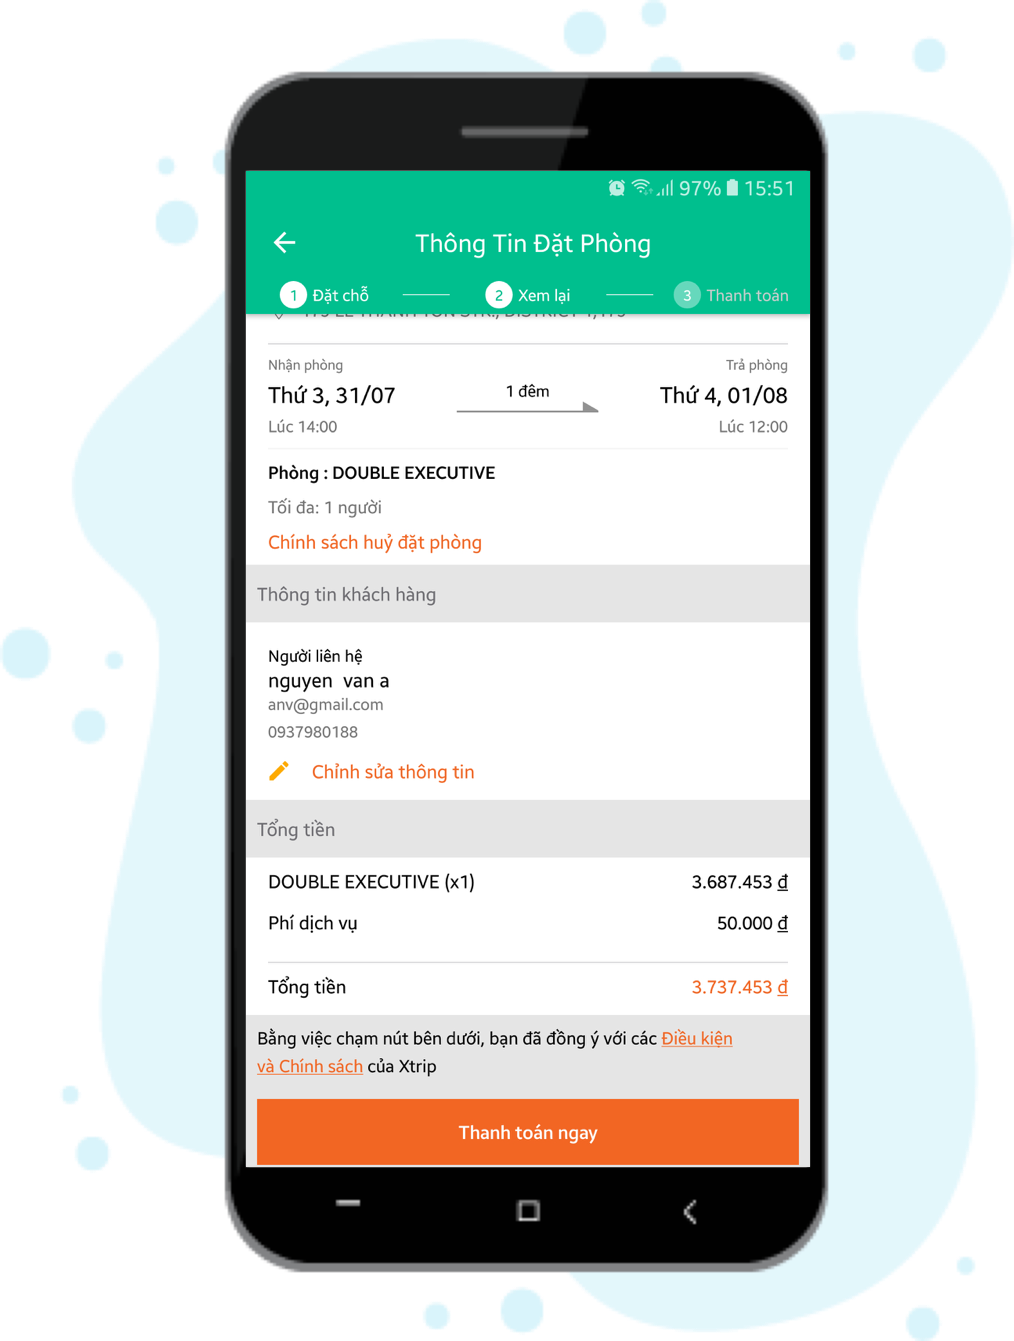 97% 15:51
Thông Tin Đặt Phòng
1 Đặt chỗ 2 Xem lại 3 Thanh toán
Nhận phòng Trả phòng
Thứ 3, 31/07 1 đêm Thứ 4, 01/08
Lúc 14:00 Lúc 12:00
Phòng : DOUBLE EXECUTIVE
Tối đa: 1 người
Chính sách huỷ đặt phòng
Thông tin khách hàng
Người liên hệ
nguyen van a
anv@gmail.com
0937980188
Chỉnh sửa thông tin
Tổng tiền
DOUBLE EXECUTIVE (x1) 3.687.453 đ
Phí dịch vụ 50.000 đ
Tổng tiền 3.737.453 đ
Bằng việc chạm nút bên dưới, bạn đã đồng ý với các Điều kiện
và Chính sách của Xtrip
Thanh toán ngay